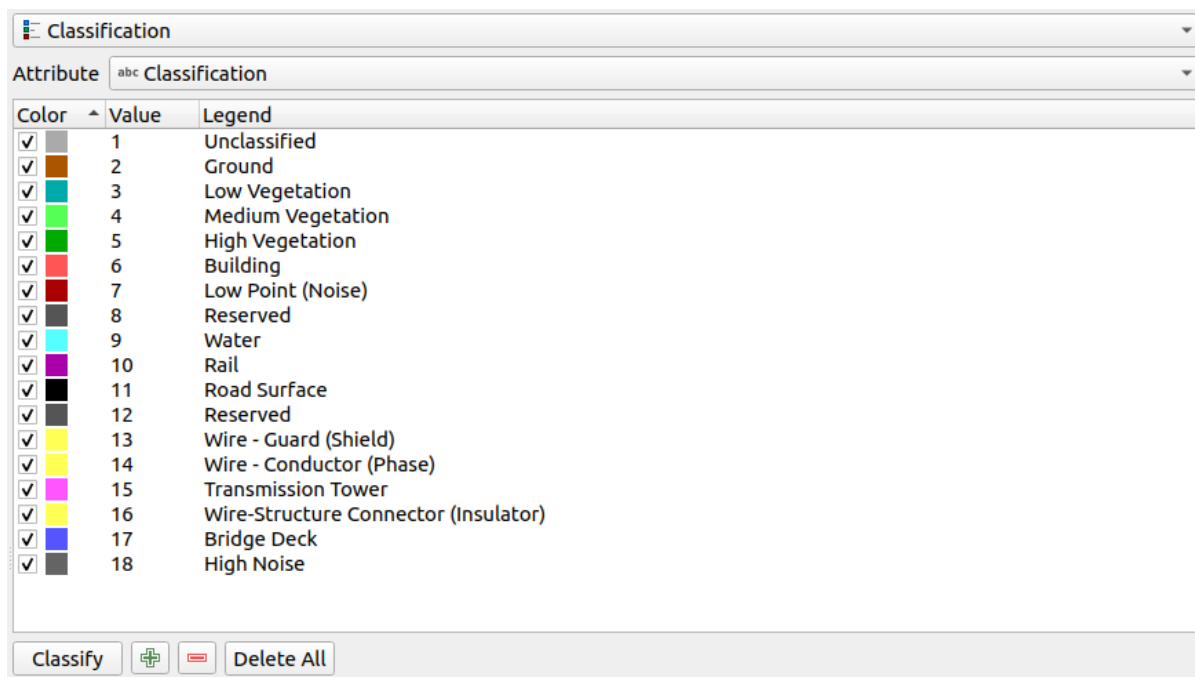 Classification
Attribute abc Classification
Color Value Legend
1 Unclassified
2 Ground
3 Low Vegetation
4 Medium Vegetation
5 High Vegetation
6 Building
7 Low Point (Noise)
8 Reserved
9 Water
10 Rail
11 Road Surface
12 Reserved
13 Wire - Guard (Shield)
14 Wire - Conductor (Phase)
15 Transmission Tower
16 Wire-Structure Connector (Insulator)
17 Bridge Deck
18 High Noise
Classify Delete All